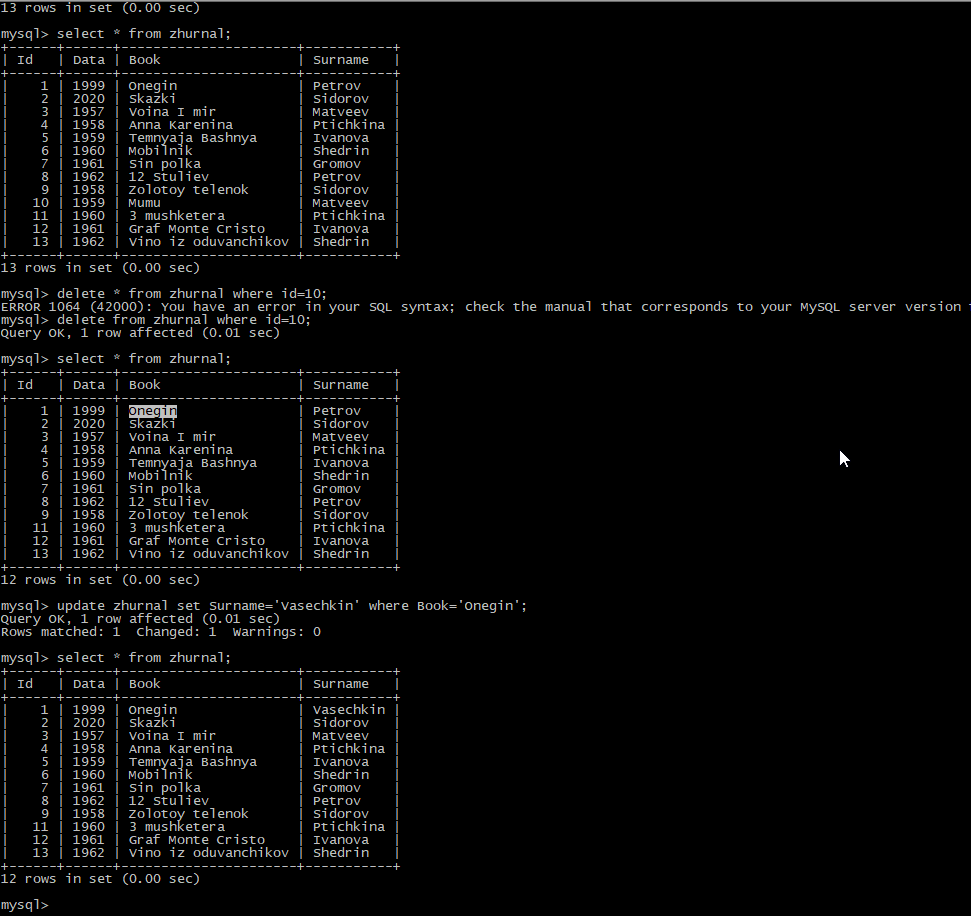 13 rows in set (0.00 sec)
mysql> select * from zhurnal;
+------+------+----------------------+-----------+
| Id   | Data | Book                 | Surname   |
+------+------+----------------------+-----------+
|    1 | 1999 | Onegin               | Petrov    |
|    2 | 2020 | Skazki               | Sidorov   |
|    3 | 1957 | Voina I mir          | Matveev   |
|    4 | 1958 | Anna Karenina        | Ptichkina |
|    5 | 1959 | Temnyaja Bashnya     | Ivanova   |
|    6 | 1960 | Mobilnik             | Shedrin   |
|    7 | 1961 | Sin polka            | Gromov    |
|    8 | 1962 | 12 Stuliev           | Petrov    |
|    9 | 1958 | Zolotoy telenok      | Sidorov   |
|   10 | 1959 | Mumu                 | Matveev   |
|   11 | 1960 | 3 mushketera         | Ptichkina |
|   12 | 1961 | Graf Monte Cristo    | Ivanova   |
|   13 | 1962 | Vino iz oduvanchikov | Shedrin   |
+------+------+----------------------+-----------+
13 rows in set (0.00 sec)
mysql> delete * from zhurnal where id=10;
ERROR 1064 (42000): You have an error in your SQL syntax; check the manual that corresponds to your MySQL server version
mysql> delete from zhurnal where id=10;
Query OK, 1 row affected (0.01 sec)
mysql> select * from zhurnal;
+------+------+----------------------+-----------+
| Id   | Data | Book                 | Surname   |
+------+------+----------------------+-----------+
|    1 | 1999 | Onegin               | Petrov    |
|    2 | 2020 | Skazki               | Sidorov   |
|    3 | 1957 | Voina I mir          | Matveev   |
|    4 | 1958 | Anna Karenina        | Ptichkina |
|    5 | 1959 | Temnyaja Bashnya     | Ivanova   |
|    6 | 1960 | Mobilnik             | Shedrin   |
|    7 | 1961 | Sin polka            | Gromov    |
|    8 | 1962 | 12 Stuliev           | Petrov    |
|    9 | 1958 | Zolotoy telenok      | Sidorov   |
|   11 | 1960 | 3 mushketera         | Ptichkina |
|   12 | 1961 | Graf Monte Cristo    | Ivanova   |
|   13 | 1962 | Vino iz oduvanchikov | Shedrin   |
+------+------+----------------------+-----------+
12 rows in set (0.00 sec)
mysql> update zhurnal set Surname='Vasechkin' where Book='Onegin';
Query OK, 1 row affected (0.01 sec)
Rows matched: 1  Changed: 1  Warnings: 0
mysql> select * from zhurnal;
+------+------+----------------------+-----------+
| Id   | Data | Book                 | Surname   |
+------+------+----------------------+-----------+
|    1 | 1999 | Onegin               | Vasechkin |
|    2 | 2020 | Skazki               | Sidorov   |
|    3 | 1957 | Voina I mir          | Matveev   |
|    4 | 1958 | Anna Karenina        | Ptichkina |
|    5 | 1959 | Temnyaja Bashnya     | Ivanova   |
|    6 | 1960 | Mobilnik             | Shedrin   |
|    7 | 1961 | Sin polka            | Gromov    |
|    8 | 1962 | 12 Stuliev           | Petrov    |
|    9 | 1958 | Zolotoy telenok      | Sidorov   |
|   11 | 1960 | 3 mushketera         | Ptichkina |
|   12 | 1961 | Graf Monte Cristo    | Ivanova   |
|   13 | 1962 | Vino iz oduvanchikov | Shedrin   |
+------+------+----------------------+-----------+
12 rows in set (0.00 sec)
mysql>